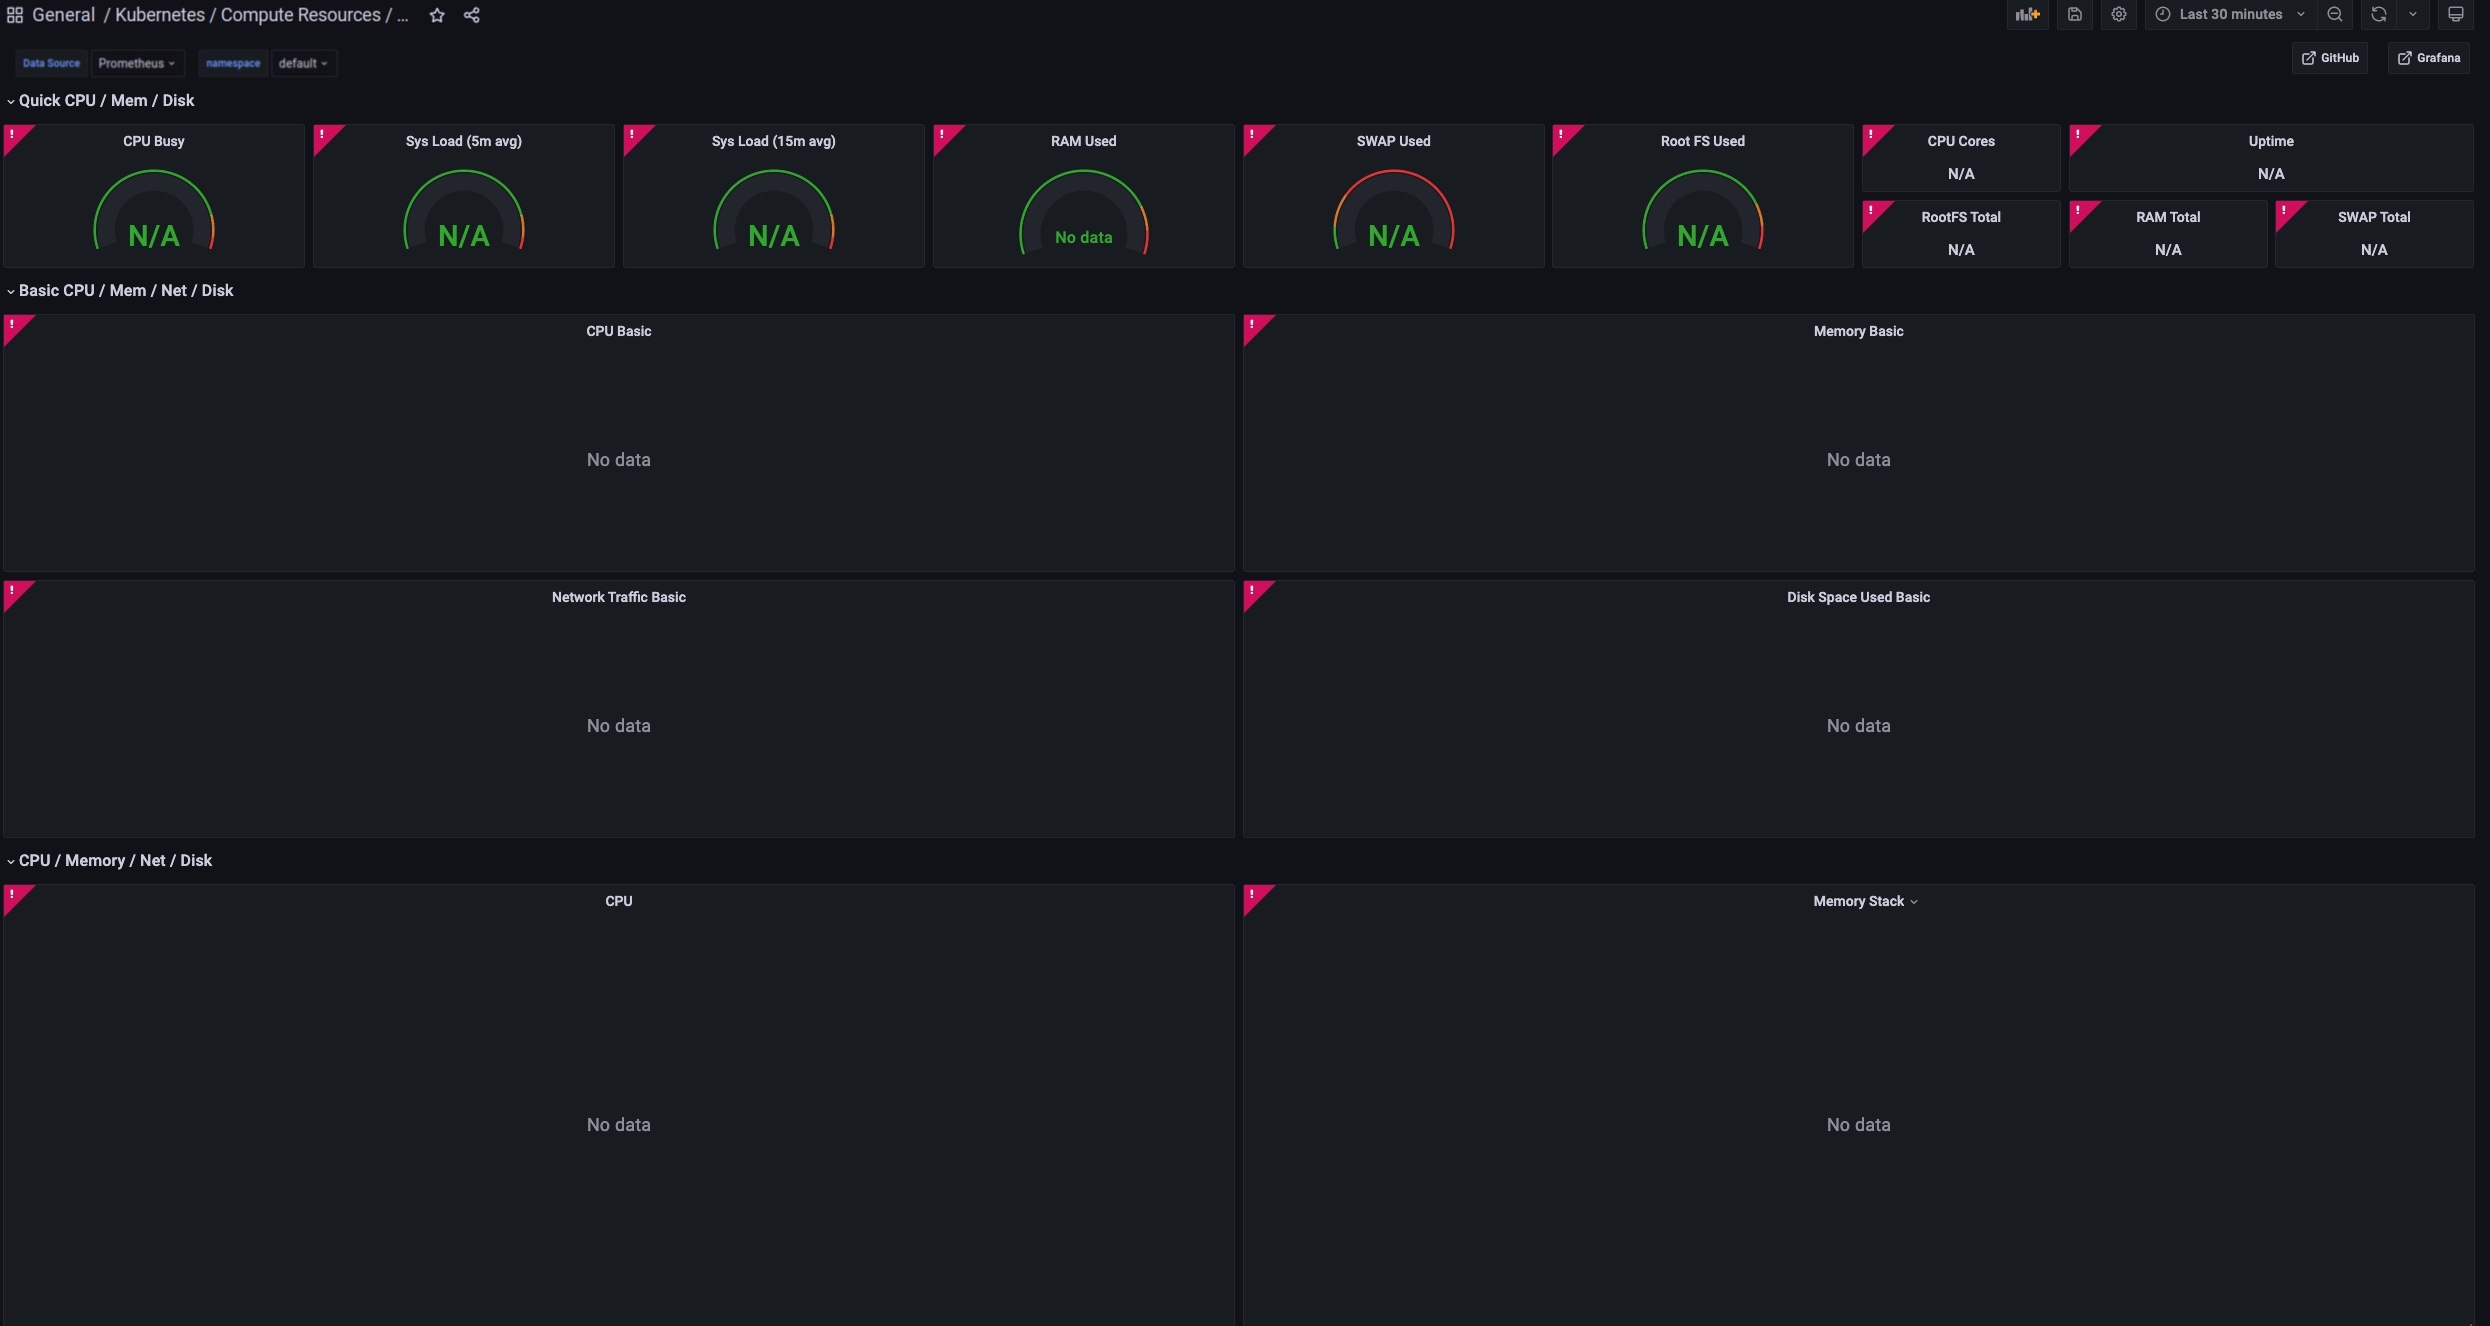 General / Kubernetes / Compute Resources / ...
Last 30 minutes
Data Source Prometheus namespace default
GitHub Grafana
Quick CPU / Mem / Disk
! CPU Busy
N/A
! Sys Load (5m avg)
N/A
! Sys Load (15m avg)
N/A
! RAM Used
No data
! SWAP Used
N/A
! Root FS Used
N/A
! CPU Cores
N/A
! Uptime
N/A
! RootFS Total
N/A
! RAM Total
N/A
! SWAP Total
N/A
Basic CPU / Mem / Net / Disk
! CPU Basic
No data
! Memory Basic
No data
! Network Traffic Basic
No data
! Disk Space Used Basic
No data
CPU / Memory / Net / Disk
! CPU
No data
! Memory Stack
No data